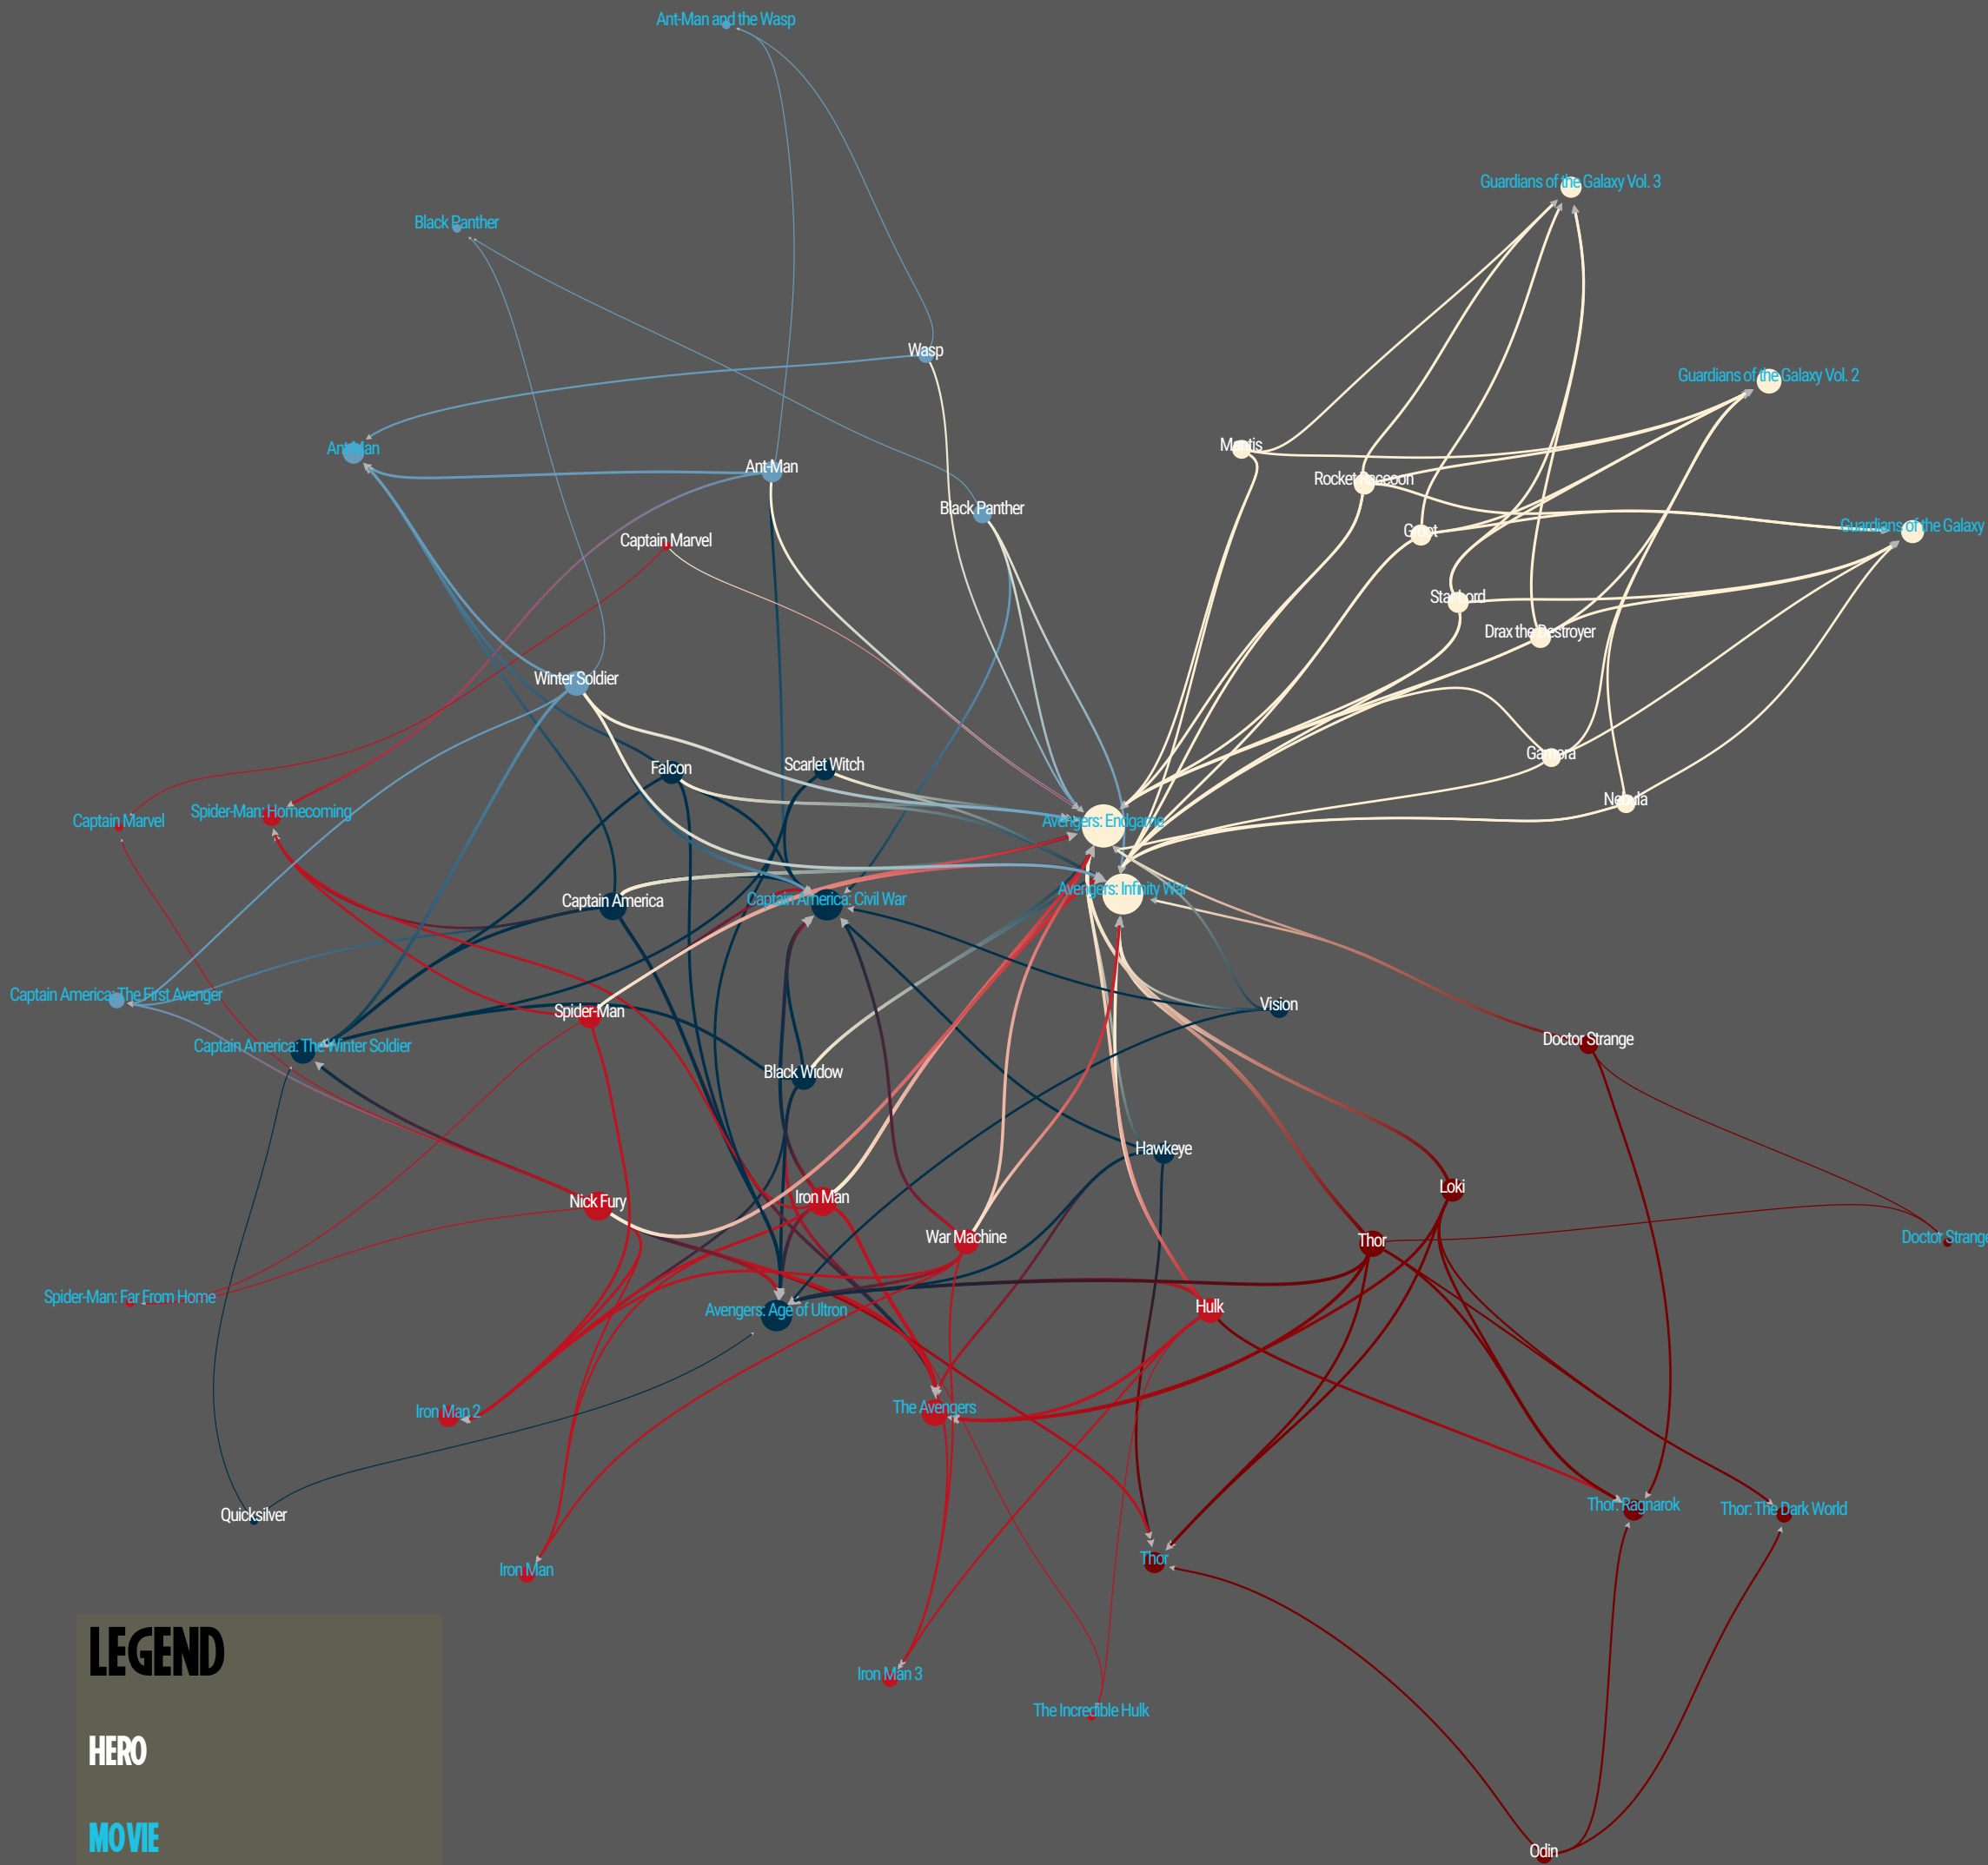 Ant-Man and the Wasp
Guardians of the Galaxy Vol. 3
Black Panther
Wasp
Guardians of the Galaxy Vol. 2
Ant-Man
Ant-Man
Mantis
Rocket Raccoon
Black Panther
Captain Marvel
Groot
Guardians of the Galaxy
Star-Lord
Drax the Destroyer
Winter Soldier
Gamora
Falcon
Scarlet Witch
Nebula
Captain Marvel
Spider-Man: Homecoming
Avengers: Endgame
Avengers: Infinity War
Captain America
Captain America: Civil War
Captain America: The First Avenger
Spider-Man
Vision
Captain America: The Winter Soldier
Doctor Strange
Black Widow
Hawkeye
Loki
Nick Fury
Iron Man
War Machine
Thor
Doctor Strange
Spider-Man: Far From Home
Avengers: Age of Ultron
Hulk
Iron Man 2
The Avengers
Quicksilver
Thor: Ragnarok
Thor: The Dark World
Iron Man
Thor
Iron Man 3
The Incredible Hulk
Odin
LEGEND
HERO
MOVIE